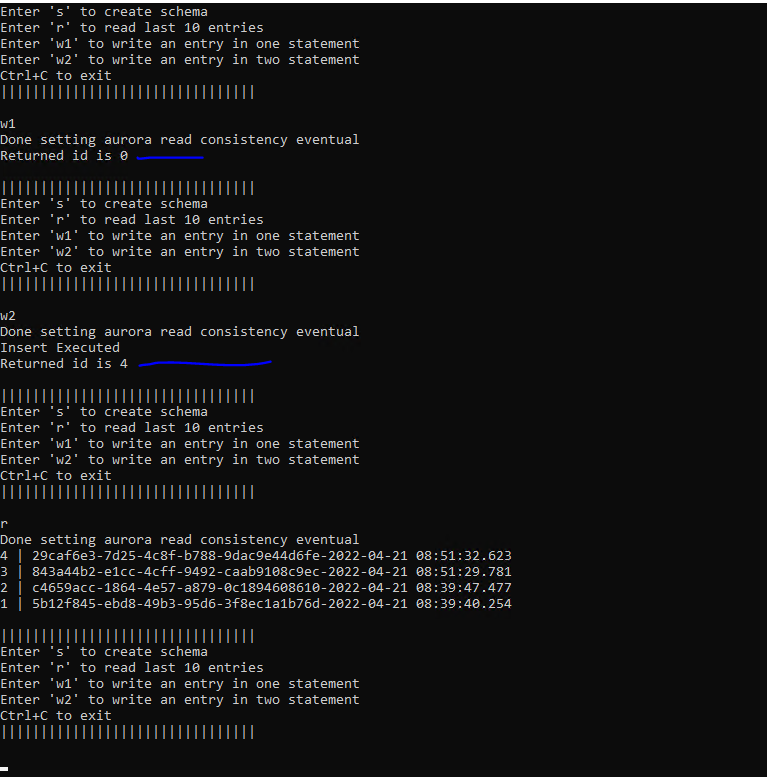 Enter 's' to create schema
Enter 'r' to read last 10 entries
Enter 'w1' to write an entry in one statement
Enter 'w2' to write an entry in two statement
Ctrl+C to exit
||||||||||||||||||||||||||||||||
w1
Done setting aurora read consistency eventual
Returned id is 0
||||||||||||||||||||||||||||||||
Enter 's' to create schema
Enter 'r' to read last 10 entries
Enter 'w1' to write an entry in one statement
Enter 'w2' to write an entry in two statement
Ctrl+C to exit
||||||||||||||||||||||||||||||||
w2
Done setting aurora read consistency eventual
Insert Executed
Returned id is 4
||||||||||||||||||||||||||||||||
Enter 's' to create schema
Enter 'r' to read last 10 entries
Enter 'w1' to write an entry in one statement
Enter 'w2' to write an entry in two statement
Ctrl+C to exit
||||||||||||||||||||||||||||||||
r
Done setting aurora read consistency eventual
4 | 29caf6e3-7d25-4c8f-b788-9dac9e44d6fe-2022-04-21 08:51:32.623
3 | 843a44b2-e1cc-4cff-9492-caab9108c9ec-2022-04-21 08:51:29.781
2 | c4659acc-1864-4e57-a879-0c1894608610-2022-04-21 08:39:47.477
1 | 5b12f845-ebd8-49b3-95d6-3f8ec1a1b76d-2022-04-21 08:39:40.254
||||||||||||||||||||||||||||||||
Enter 's' to create schema
Enter 'r' to read last 10 entries
Enter 'w1' to write an entry in one statement
Enter 'w2' to write an entry in two statement
Ctrl+C to exit
||||||||||||||||||||||||||||||||